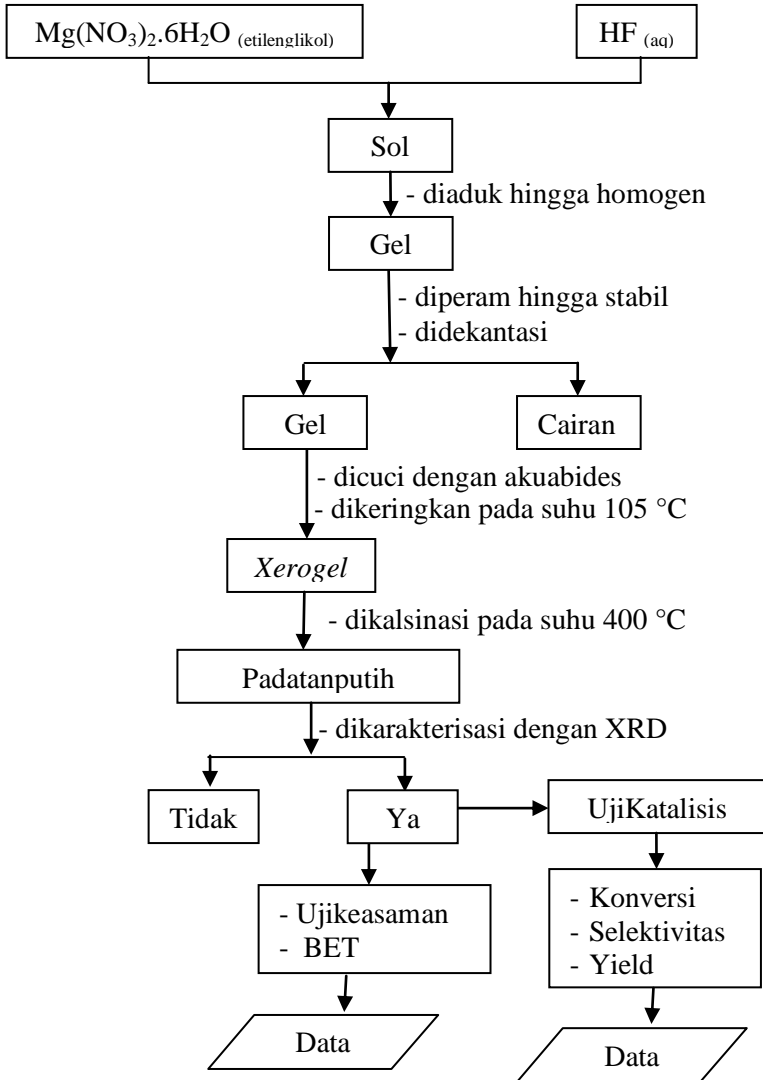 Mg(NO₃)₂.6H₂O (etilenglikol)
HF (aq)
Sol
- diaduk hingga homogen
Gel
- diperam hingga stabil
- didekantasi
Gel
Cairan
- dicuci dengan akuabides
- dikeringkan pada suhu 105 °C
Xerogel
- dikalsinasi pada suhu 400 °C
Padatanputih
- dikarakterisasi dengan XRD
Tidak
Ya
UjiKatalisis
- Ujikeasaman
- BET
- Konversi
- Selektivitas
- Yield
Data
Data